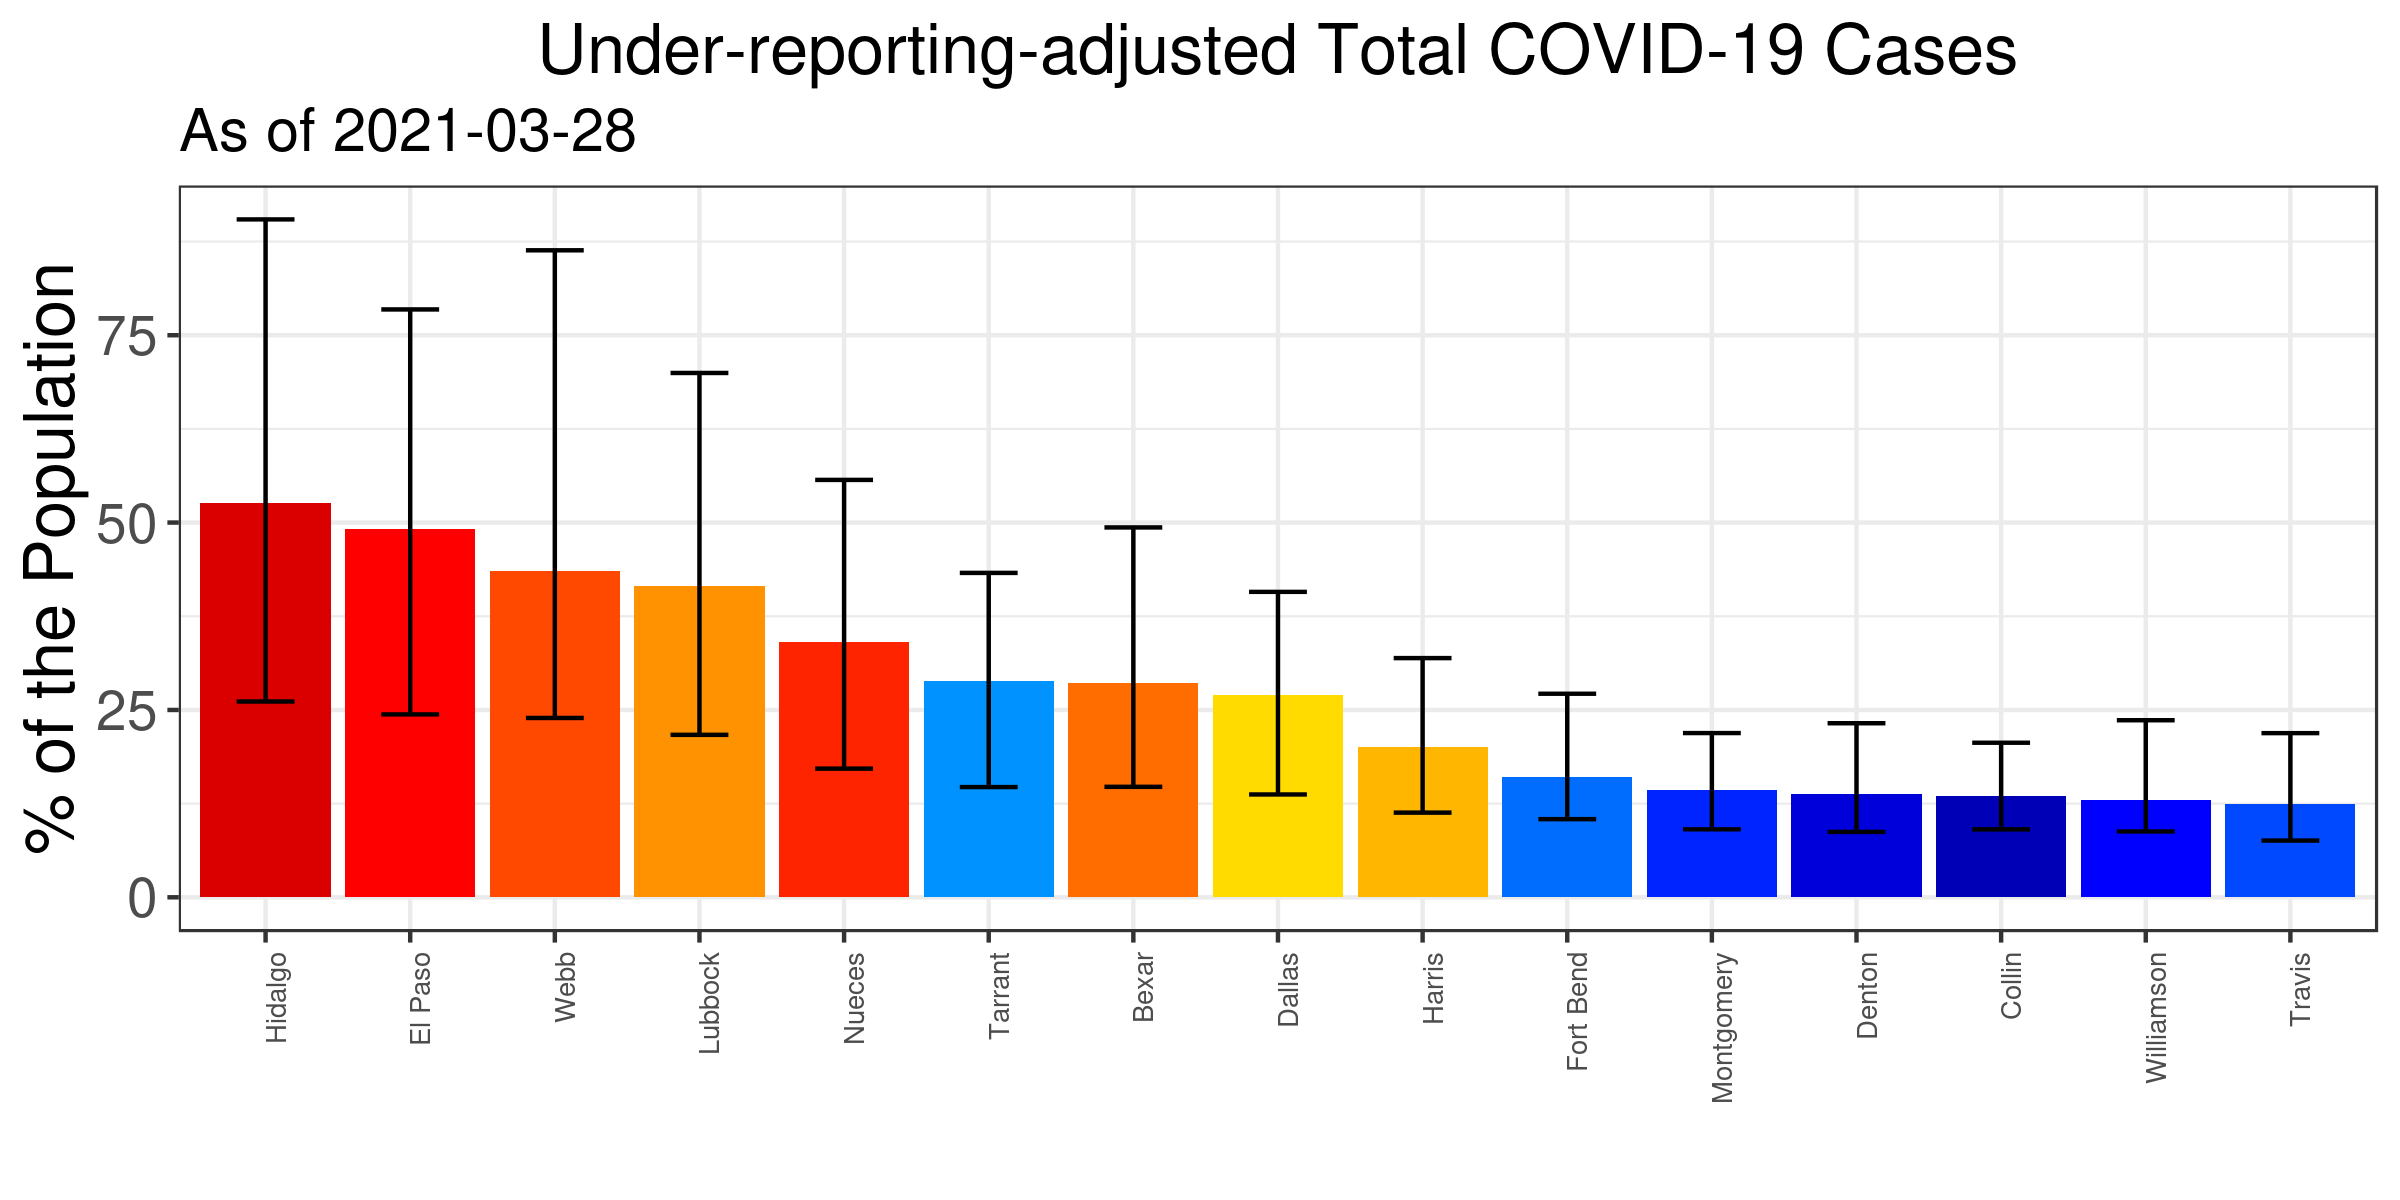 Under-reporting-adjusted Total COVID-19 Cases
As of 2021-03-28
% of the Population
75
50
25
0
Hidalgo
El Paso
Webb
Lubbock
Nueces
Tarrant
Bexar
Dallas
Harris
Fort Bend
Montgomery
Denton
Collin
Williamson
Travis